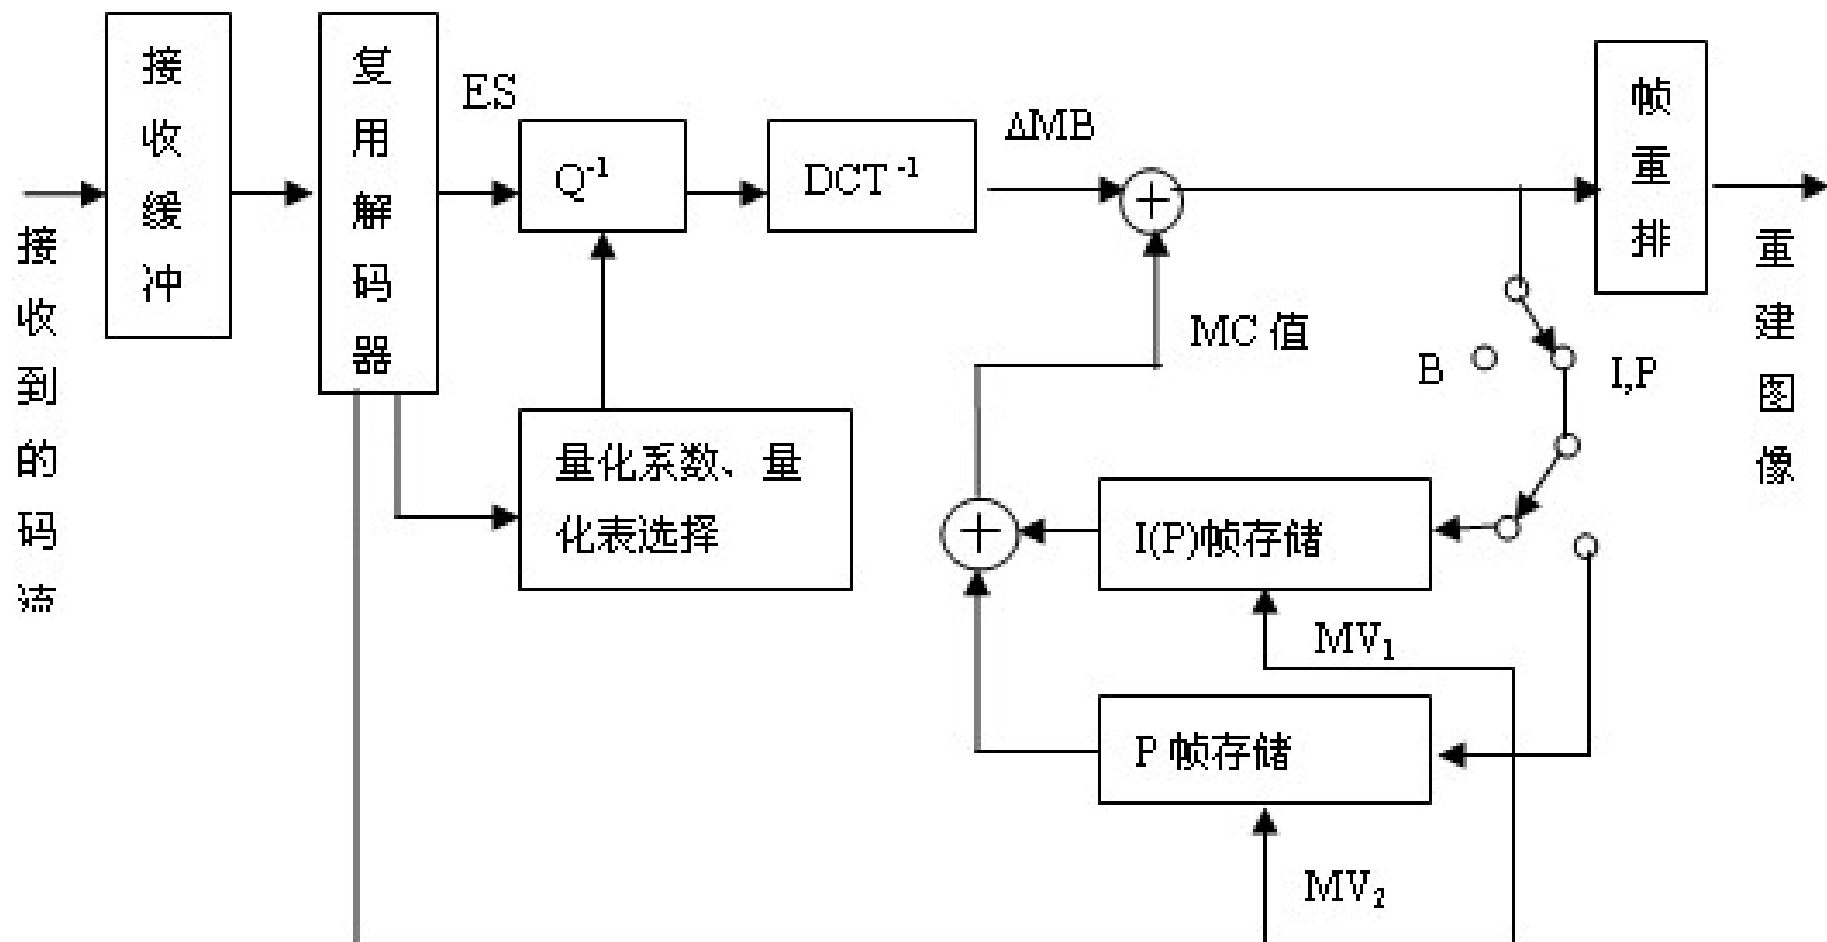 接收到的码流
接收缓冲
复用解码器
ES
Q-1
DCT-1
ΔMB
帧重排
重建图像
MC 值
B
I,P
量化系数、量
化表选择
I(P)帧存储
MV1
P 帧存储
MV2